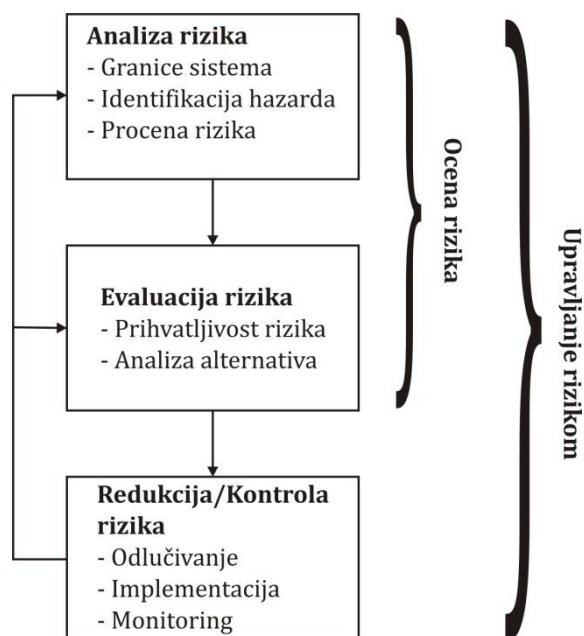 Analiza rizika
- Granice sistema
- Identifikacija hazarda
- Procena rizika
Evaluacija rizika
- Prihvatljivost rizika
- Analiza alternativa
Redukcija/Kontrola
rizika
- Odlučivanje
- Implementacija
- Monitoring
Ocena rizika
Upravljanje rizikom